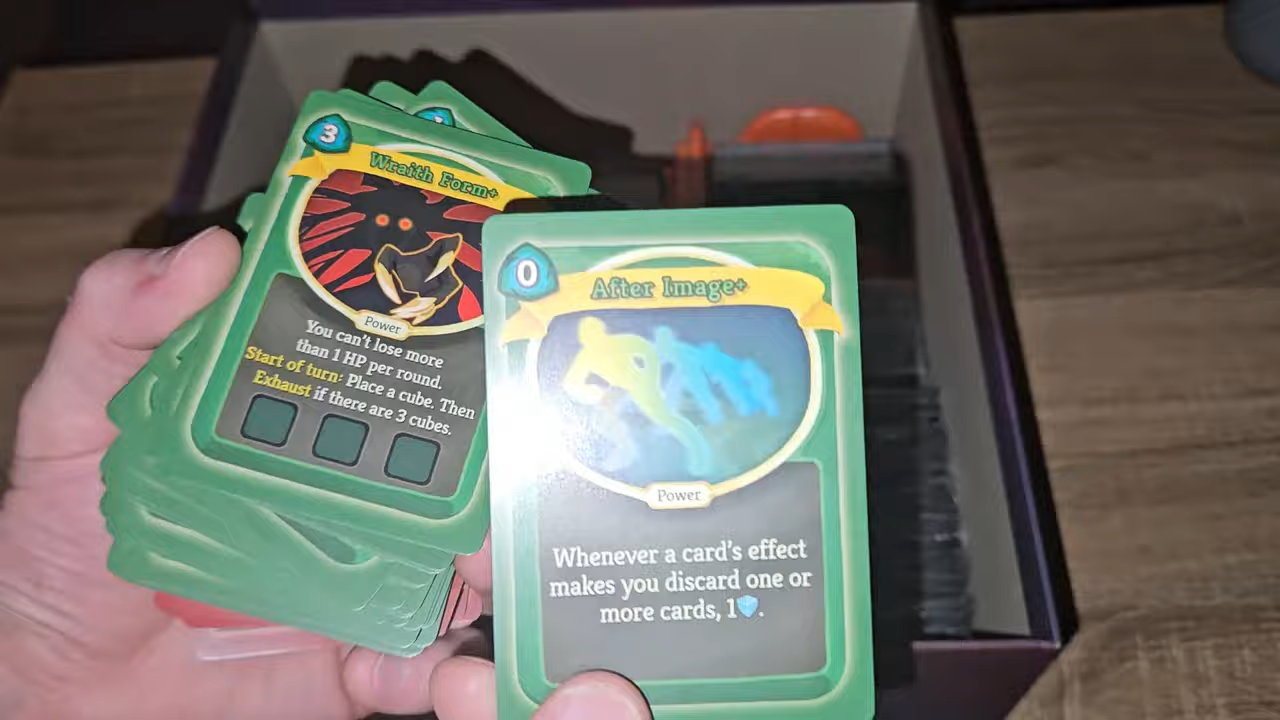 3
Wraith Form+
Power
You can't lose more
than 1 HP per round.
Start of turn: Place a cube. Then
Exhaust if there are 3 cubes.
0
After Image+
Power
Whenever a card's effect
makes you discard one or
more cards, 1.